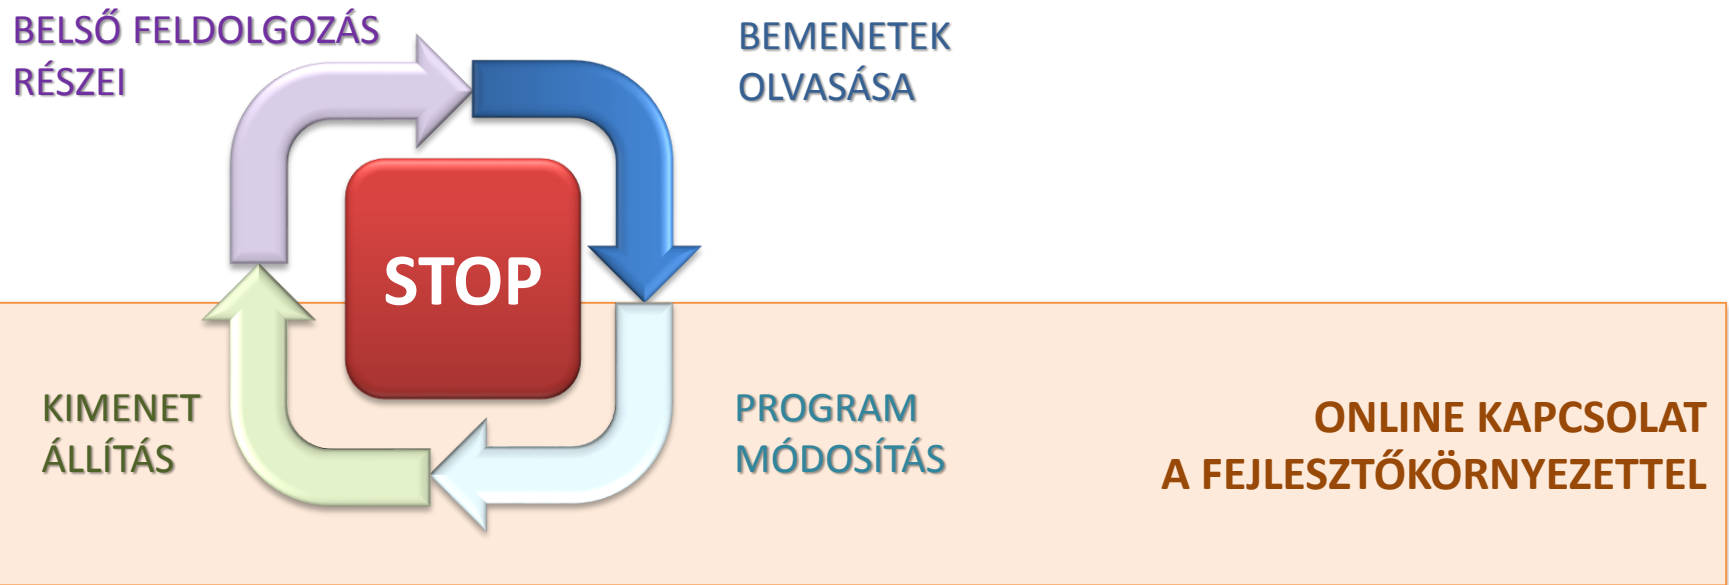 BELSŐ FELDOLGOZÁS
RÉSZEI
BEMENETEK
OLVASÁSA
STOP
KIMENET
ÁLLÍTÁS
PROGRAM
MÓDOSÍTÁS
ONLINE KAPCSOLAT
A FEJLESZTŐKÖRNYEZETTEL